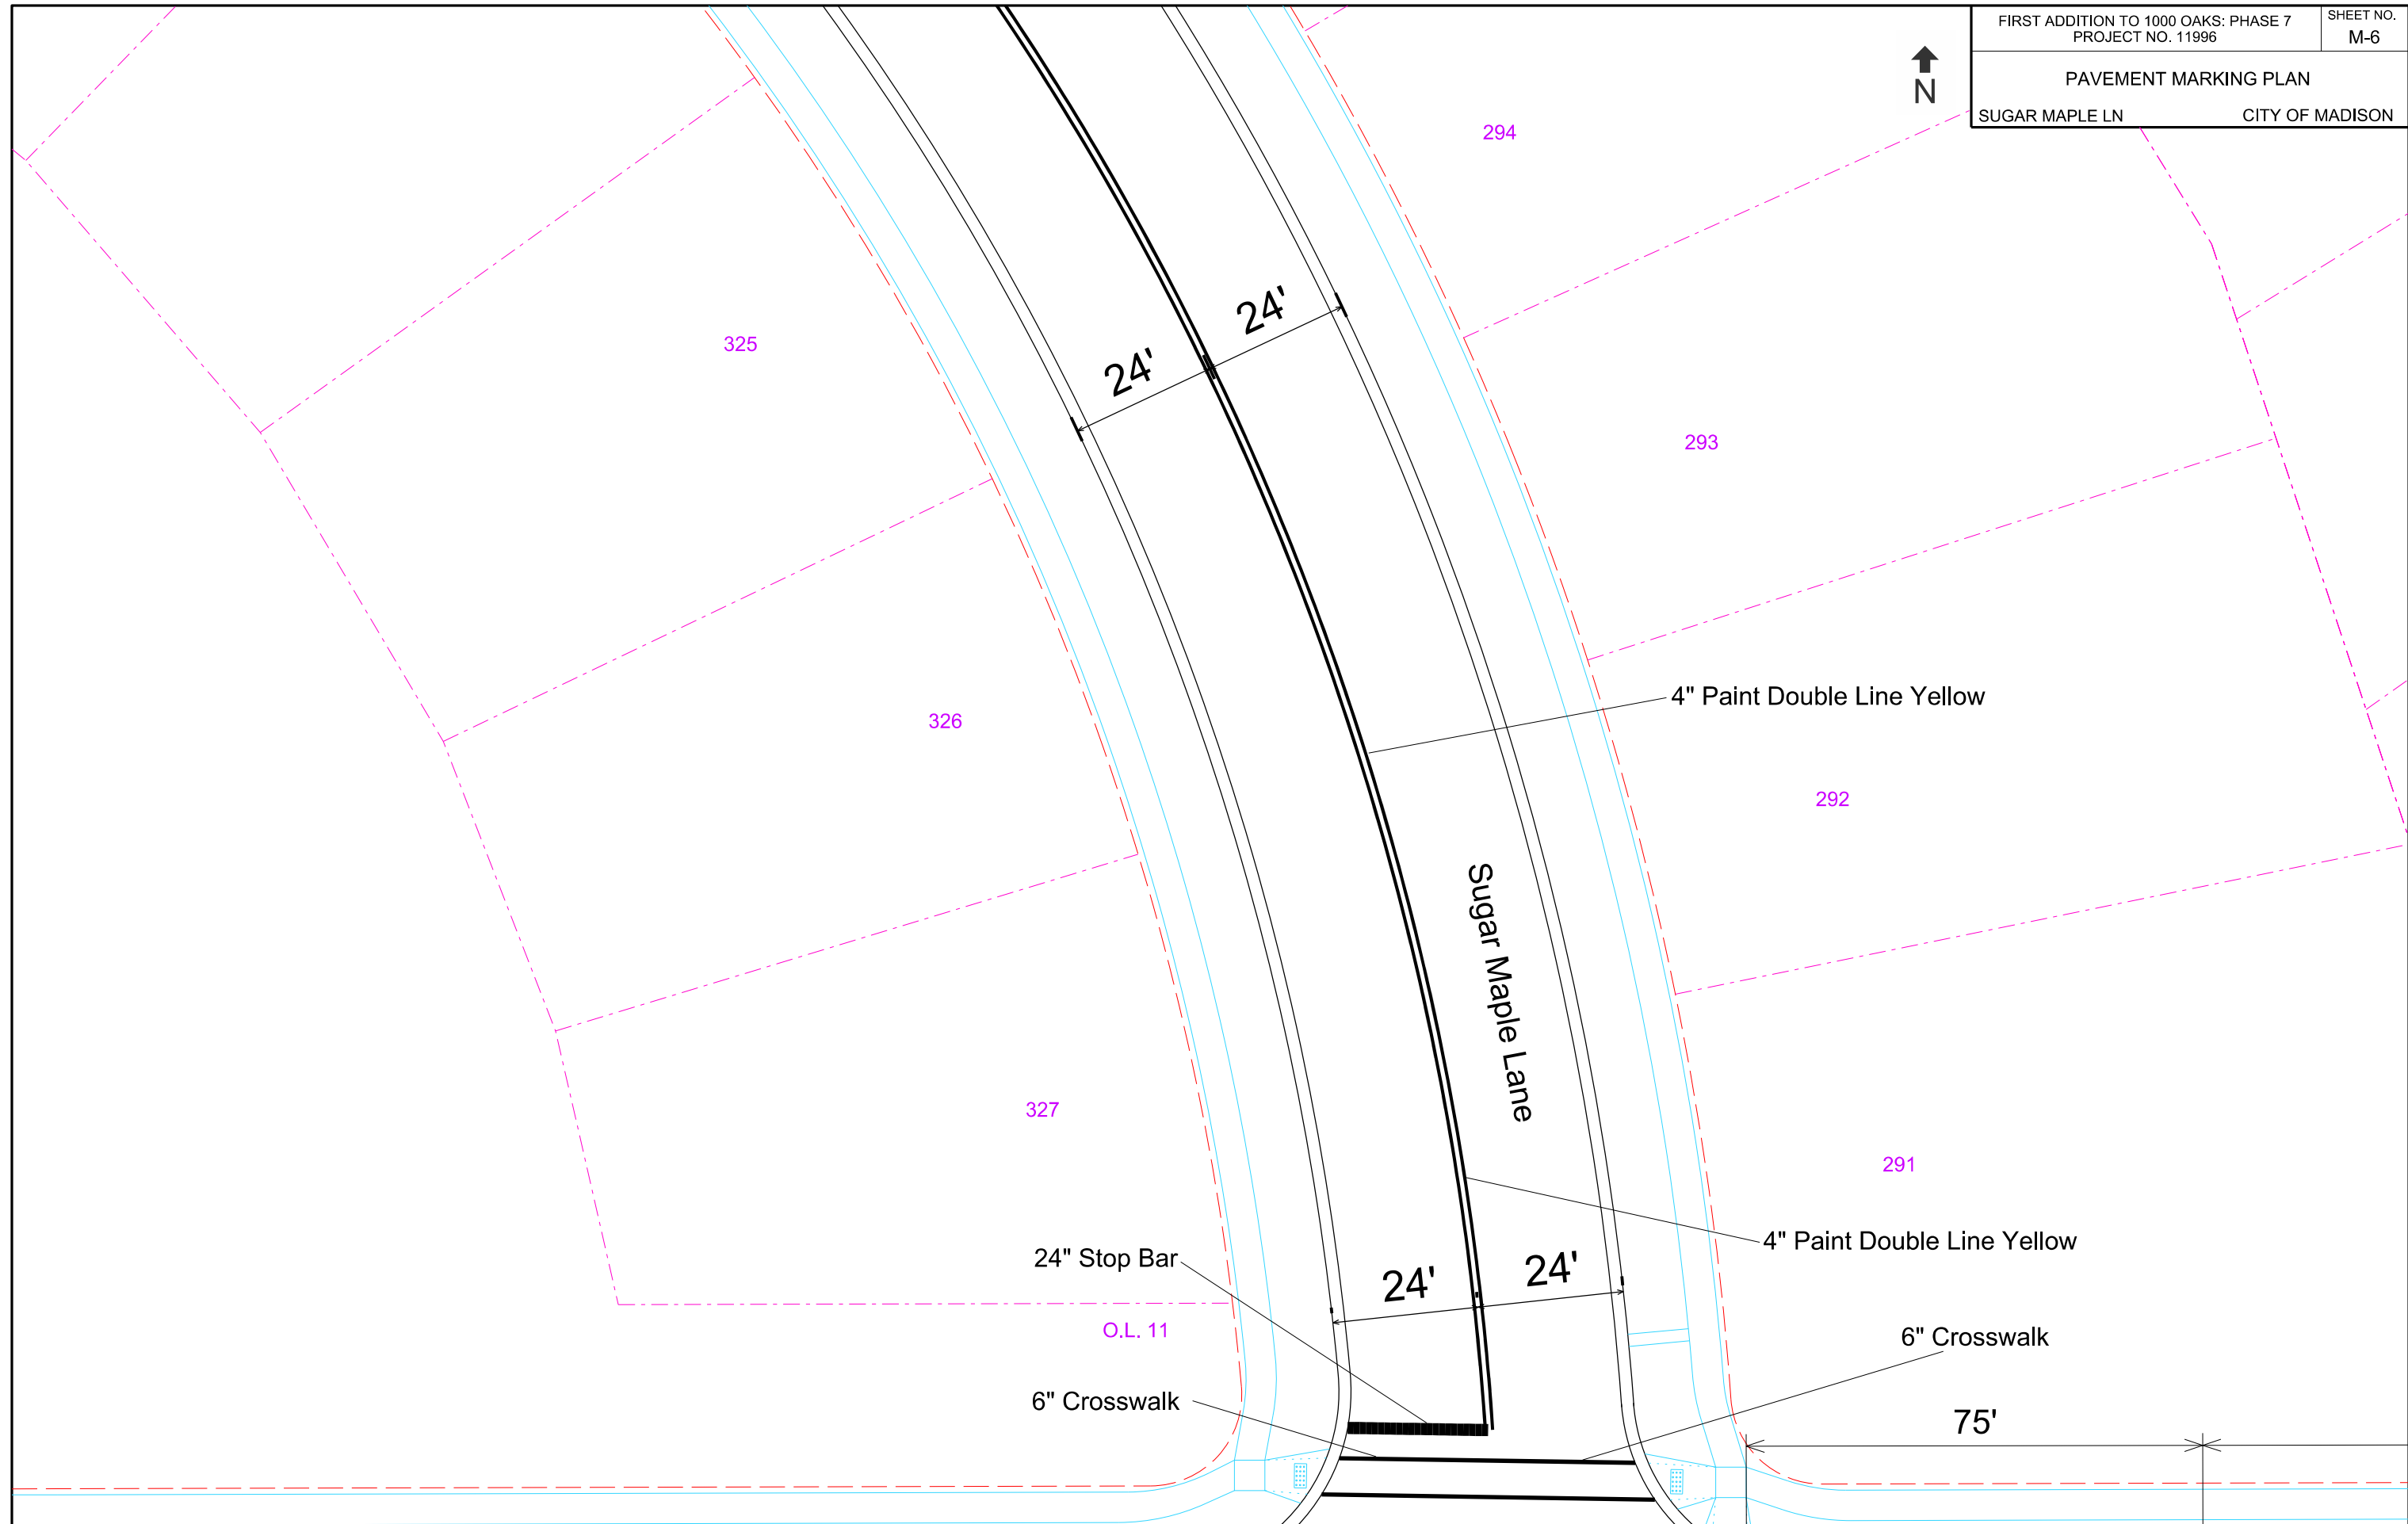 FIRST ADDITION TO 1000 OAKS: PHASE 7
PROJECT NO. 11996
SHEET NO.
M-6
PAVEMENT MARKING PLAN
SUGAR MAPLE LN
CITY OF MADISON
N
294
24'
24'
325
293
4" Paint Double Line Yellow
326
292
Sugar Maple Lane
327
291
4" Paint Double Line Yellow
24" Stop Bar
24'
24'
O.L. 11
6" Crosswalk
6" Crosswalk
75'